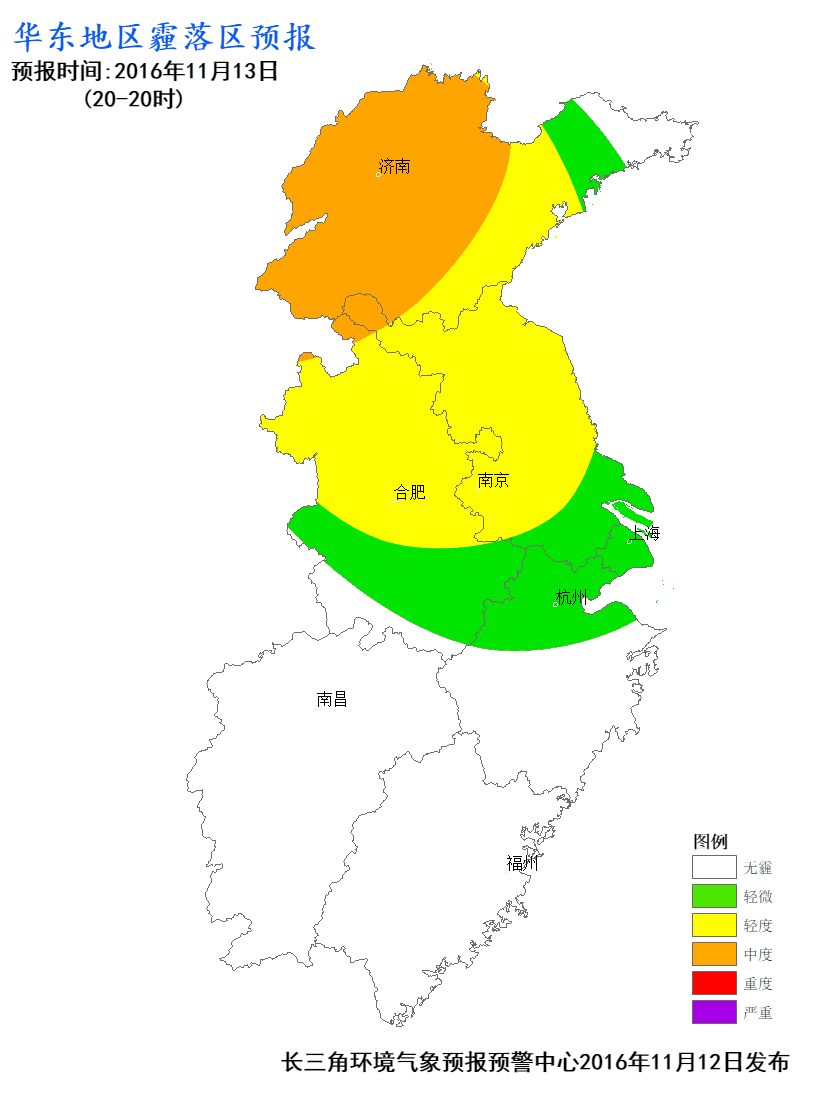 华东地区霾落区预报
预报时间:2016年11月13日
(20-20时)
济南
南京
合肥
上海
杭州
南昌
福州
图例
无霾
轻微
轻度
中度
重度
严重
长三角环境气象预报预警中心2016年11月12日发布